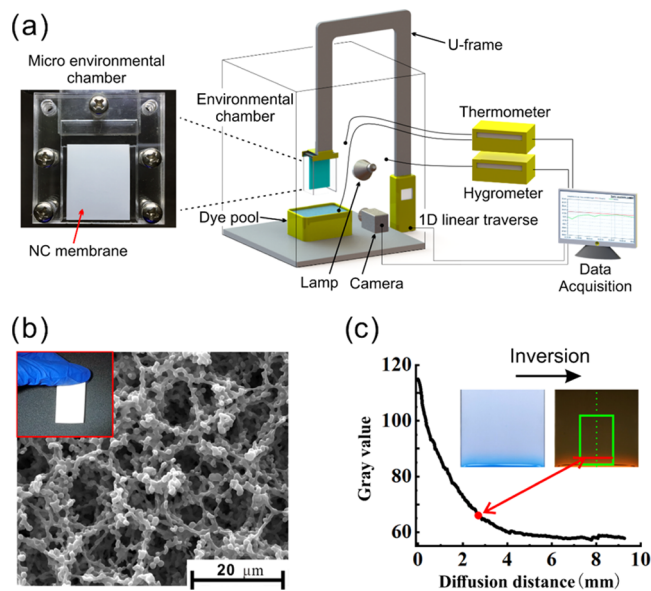 (a)
Micro environmental
chamber
NC membrane
Environmental
chamber
U-frame
Thermometer
Hygrometer
Dye pool
1D linear traverse
Lamp
Camera
Data
Acquisition
(b)
20 μm
(c)
Inversion
Gray value
120
100
80
60
0
2
4
6
8
10
Diffusion distance(mm)